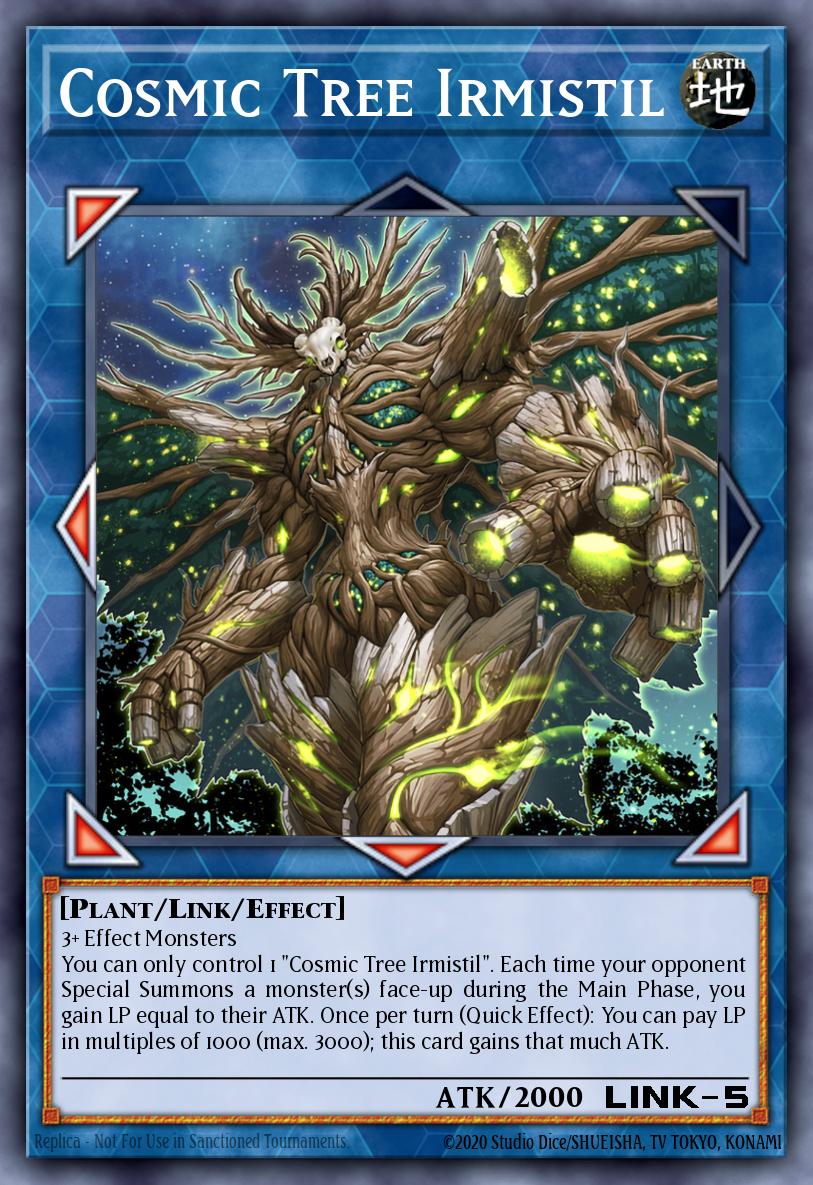 Cosmic Tree Irmistil
EARTH
地
[Plant/Link/Effect]
3+ Effect Monsters
You can only control 1 "Cosmic Tree Irmistil". Each time your opponent
Special Summons a monster(s) face-up during the Main Phase, you
gain LP equal to their ATK. Once per turn (Quick Effect): You can pay LP
in multiples of 1000 (max. 3000); this card gains that much ATK.
ATK/2000 LINK-5
Replica - Not For Use in Sanctioned Tournaments.
©2020 Studio Dice/SHUEISHA, TV TOKYO, KONAMI